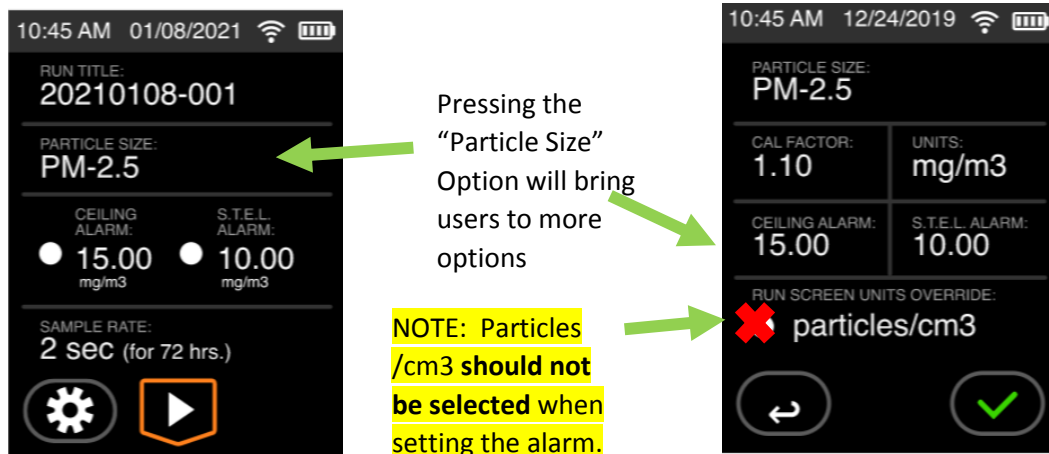 10:45 AM 01/08/2021
RUN TITLE:
20210108-001
PARTICLE SIZE:
PM-2.5
CEILING
ALARM:
15.00
mg/m3
S.T.E.L.
ALARM:
10.00
mg/m3
SAMPLE RATE:
2 sec (for 72 hrs.)
Pressing the
“Particle Size”
Option will bring
users to more
options
NOTE: Particles
/cm3 should not
be selected when
setting the alarm.
10:45 AM 12/24/2019
PARTICLE SIZE:
PM-2.5
CAL FACTOR:
1.10
UNITS:
mg/m3
CEILING ALARM:
15.00
S.T.E.L. ALARM:
10.00
RUN SCREEN UNITS OVERRIDE:
particles/cm3